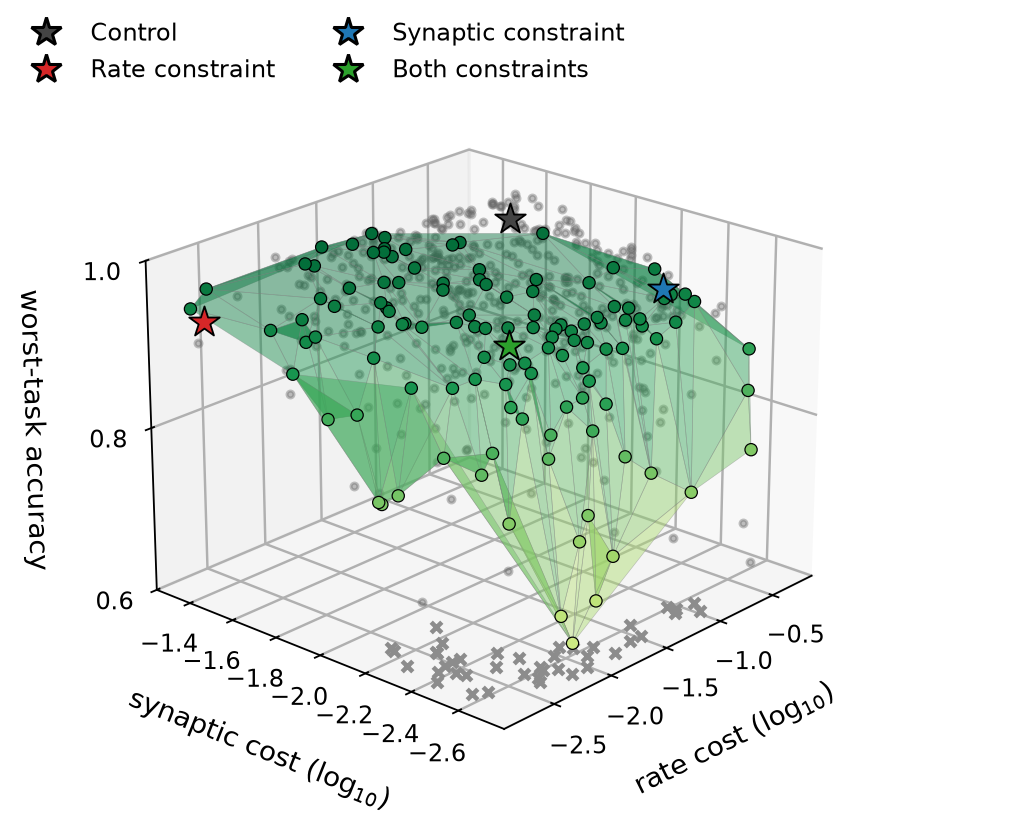 Control
Rate constraint
Synaptic constraint
Both constraints
worst-task accuracy
1.0
0.8
0.6
−1.4
−1.6
−1.8
−2.0
−2.2
−2.4
−2.6
synaptic cost (log₁₀)
−2.5
−2.0
−1.5
−1.0
−0.5
rate cost (log₁₀)